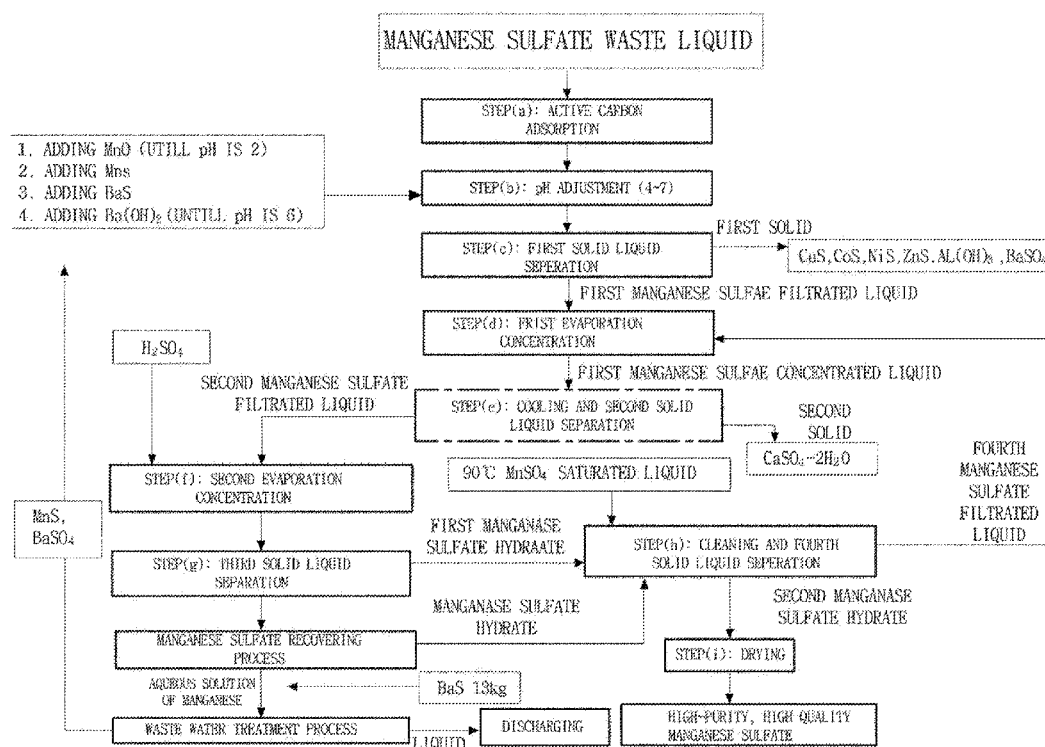 MANGANESE SULFATE WASTE LIQUID
STEP(a): ACTIVE CARBON
ADSORPTION
1. ADDING MnO (UTILL pH IS 2)
2. ADDING Mns
3. ADDING BaS
4. ADDING Ba(OH)₂ (UNTILL pH IS 6)
STEP(b): pH ADJUSTMENT (4~7)
STEP(c): FIRST SOLID LIQUID
SEPERATION
FIRST SOLID
CuS,CoS,NiS,ZnS.AL(OH)₃ ,BaSO₄
FIRST MANGANESE SULFAE FILTRATED LIQUID
STEP(d): FRIST EVAPORATION
CONCENTRATION
H₂SO₄
FIRST MANGANESE SULFAE CONCENTRATED LIQUID
SECOND MANGANESE SULFATE
FILTRATED LIQUID
STEP(e): COOLING AND SECOND SOLID
LIQUID SEPARATION
SECOND
SOLID
CaSO₄-2H₂O
STEP(f): SECOND EVAPORATION
CONCENTRATION
90℃ MnSO₄ SATURATED LIQUID
FOURTH
MANGANESE
SULFATE
FILTRATED
LIQUID
MnS,
BaSO₄
FIRST MANGANASE
SULFATE HYDRAATE
STEP(g): THIRD SOLID LIQUID
SEPARATION
STEP(h): CLEANING AND FOURTH
SOLID LIQUID SEPERATION
MANGANASE SULFATE
HYDRATE
SECOND MANGANASE
SULFATE HYDRATE
MANGANESE SULFATE RECOVERING
PROCESS
STEP(i): DRYING
AQUROUS SOLUTION
OF MANGANESE
BaS 13kg
WASTE WATER TREATMENT PROCESS
LIQUID
DISCHARGING
HIGH-PURITY, HIGH QUALITY
MANGANESE SULFATE